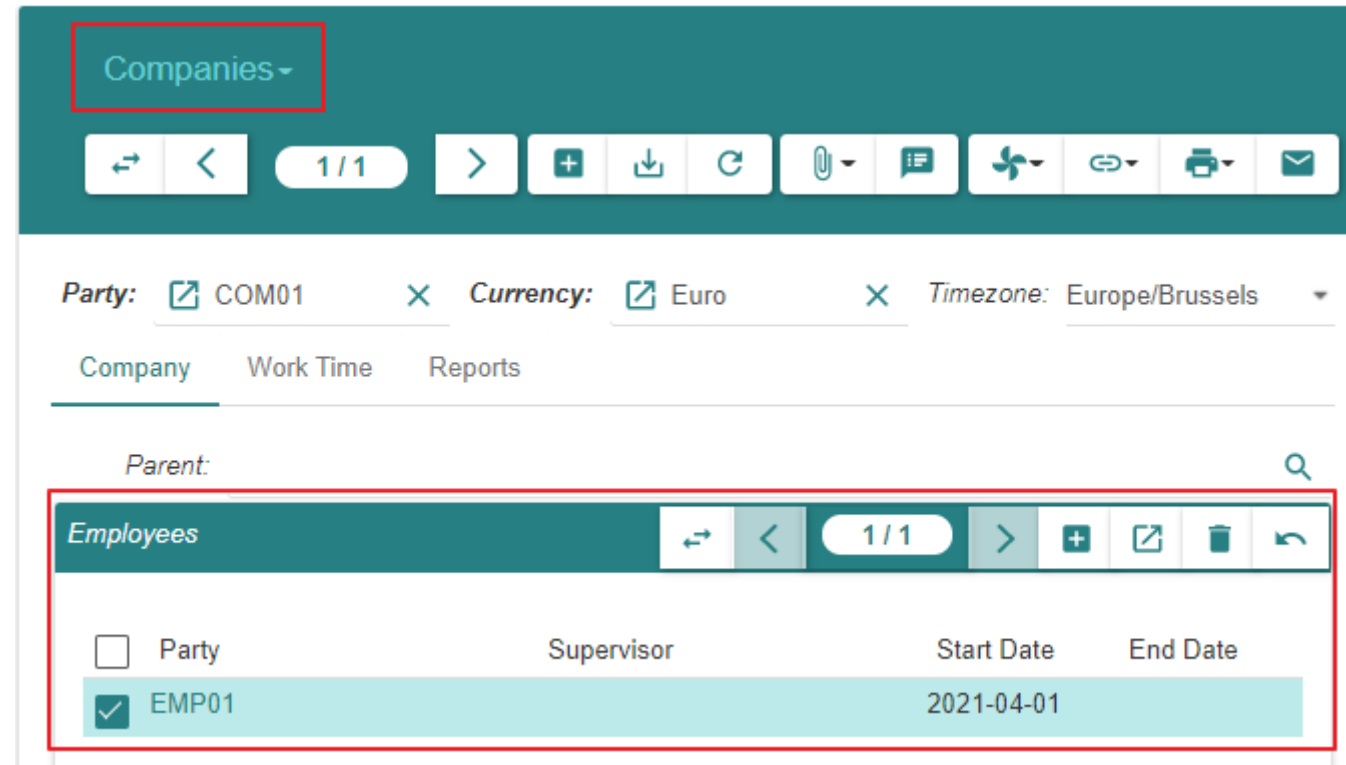 Companies
1 / 1
Party: COM01 Currency: Euro Timezone: Europe/Brussels
Company Work Time Reports
Parent:
Employees 1 / 1
Party Supervisor Start Date End Date
EMP01 2021-04-01